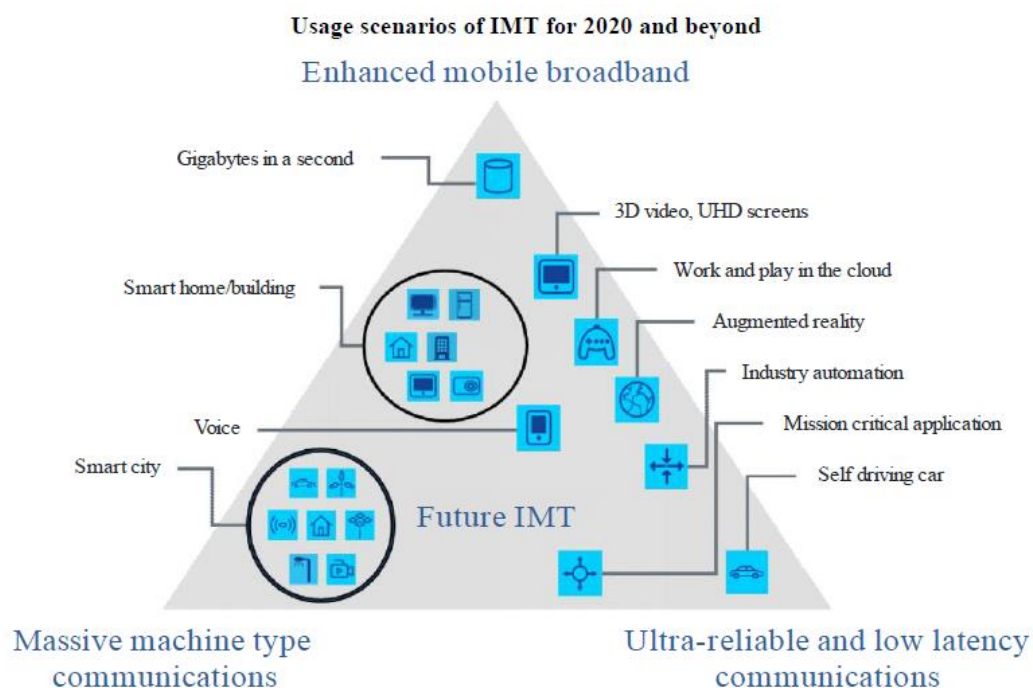 Usage scenarios of IMT for 2020 and beyond
Enhanced mobile broadband
Gigabytes in a second
3D video, UHD screens
Smart home/building
Work and play in the cloud
Augmented reality
Industry automation
Voice
Mission critical application
Smart city
Self driving car
Future IMT
Massive machine type
communications
Ultra-reliable and low latency
communications